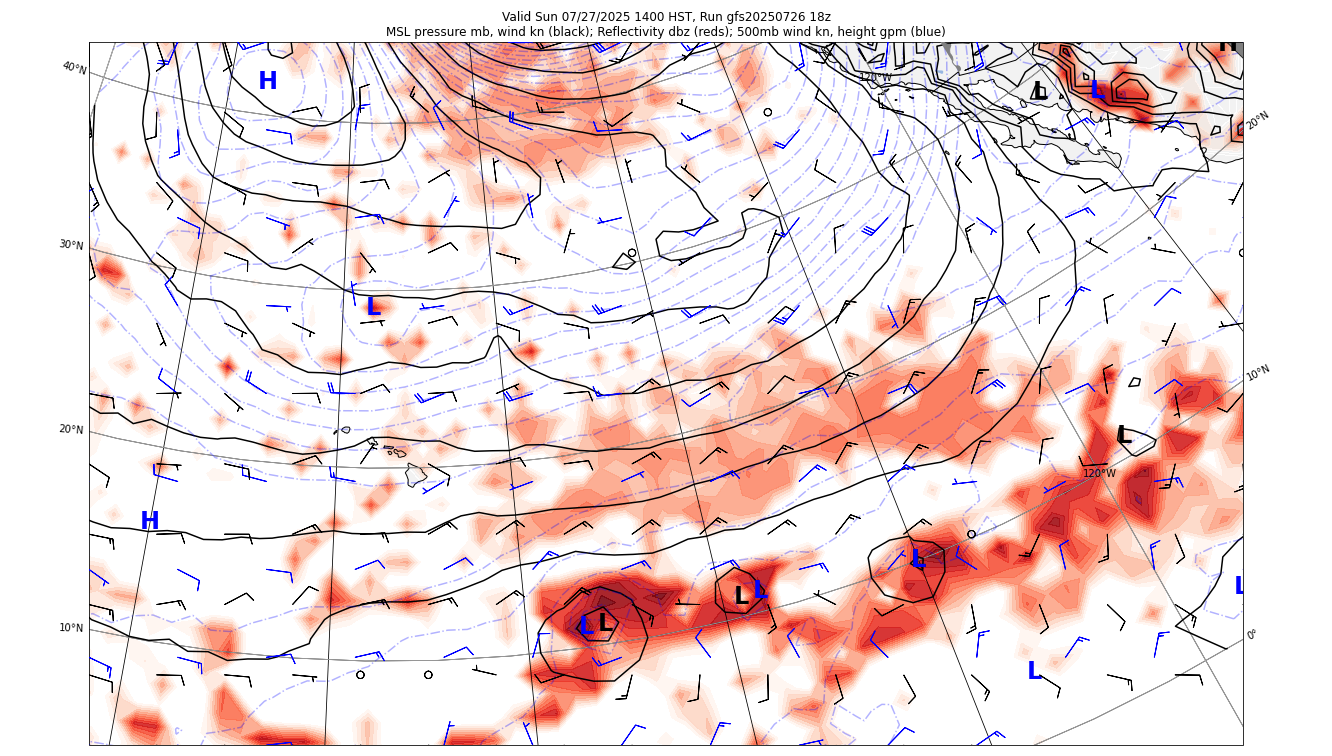 Valid Sun 07/27/2025 1400 HST, Run gfs20250726 18z
MSL pressure mb, wind kn (black); Reflectivity dbz (reds); 500mb wind kn, height gpm (blue)
H
40°N
H
120°W
L
L
20°N
30°N
L
10°N
20°N
L
120°W
H
L
L
L
L
L
L
10°N
0°
L